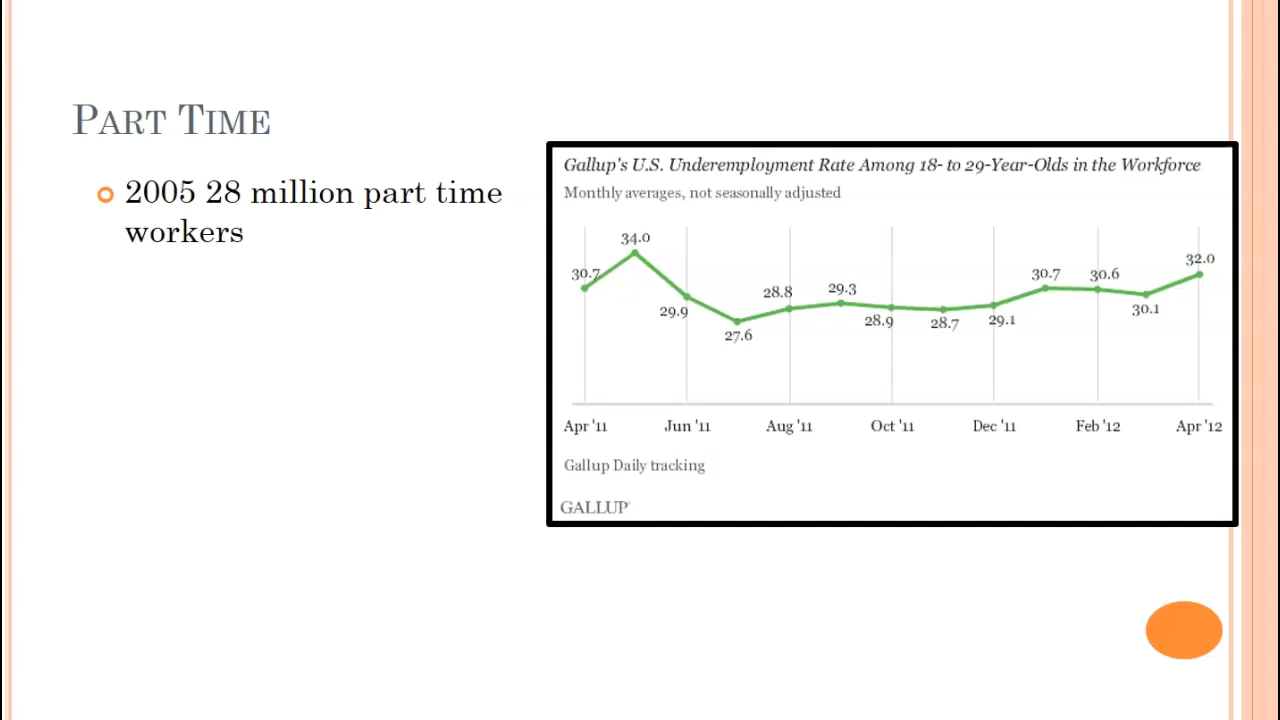 PART TIME
2005 28 million part time
workers
Gallup's U.S. Underemployment Rate Among 18- to 29-Year-Olds in the Workforce
Monthly averages, not seasonally adjusted
30.7
34.0
29.9
27.6
28.8
29.3
28.9
28.7
29.1
30.7
30.6
30.1
32.0
Apr '11 Jun '11 Aug '11 Oct '11 Dec '11 Feb '12 Apr '12
Gallup Daily tracking
GALLUP